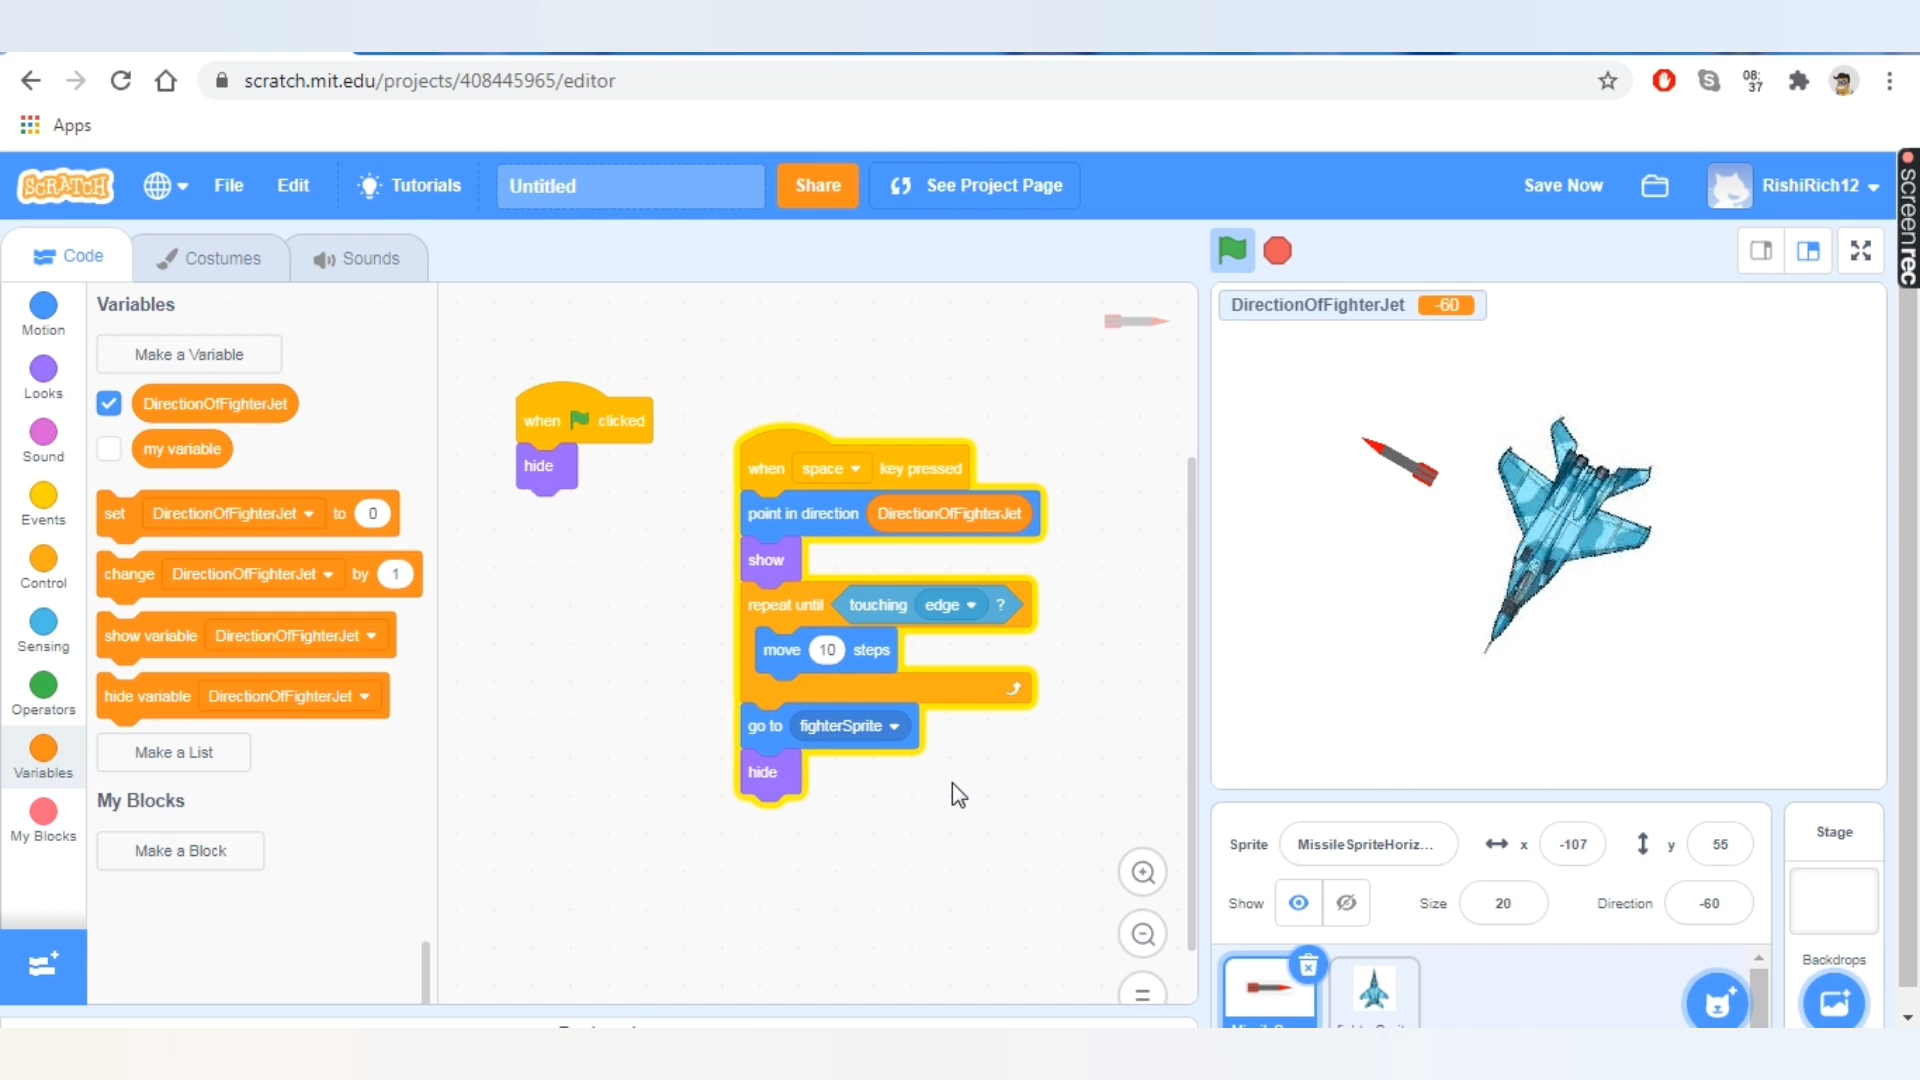 scratch.mit.edu/projects/408445965/editor
08:
37
Apps
SCRATCH
File
Edit
Tutorials
Untitled
Share
See Project Page
Save Now
RishiRich12
screenrec
Code
Costumes
Sounds
Motion
Looks
Sound
Events
Control
Sensing
Operators
Variables
My Blocks
Variables
Make a Variable
DirectionOfFighterJet
my variable
set DirectionOfFighterJet to 0
change DirectionOfFighterJet by 1
show variable DirectionOfFighterJet
hide variable DirectionOfFighterJet
Make a List
My Blocks
Make a Block
when clicked
hide
when space key pressed
point in direction DirectionOfFighterJet
show
repeat until touching edge ?
move 10 steps
go to fighterSprite
hide
DirectionOfFighterJet -60
Sprite MissileSpriteHoriz... x -107 y 55
Show Size 20 Direction -60
Stage
Backdrops